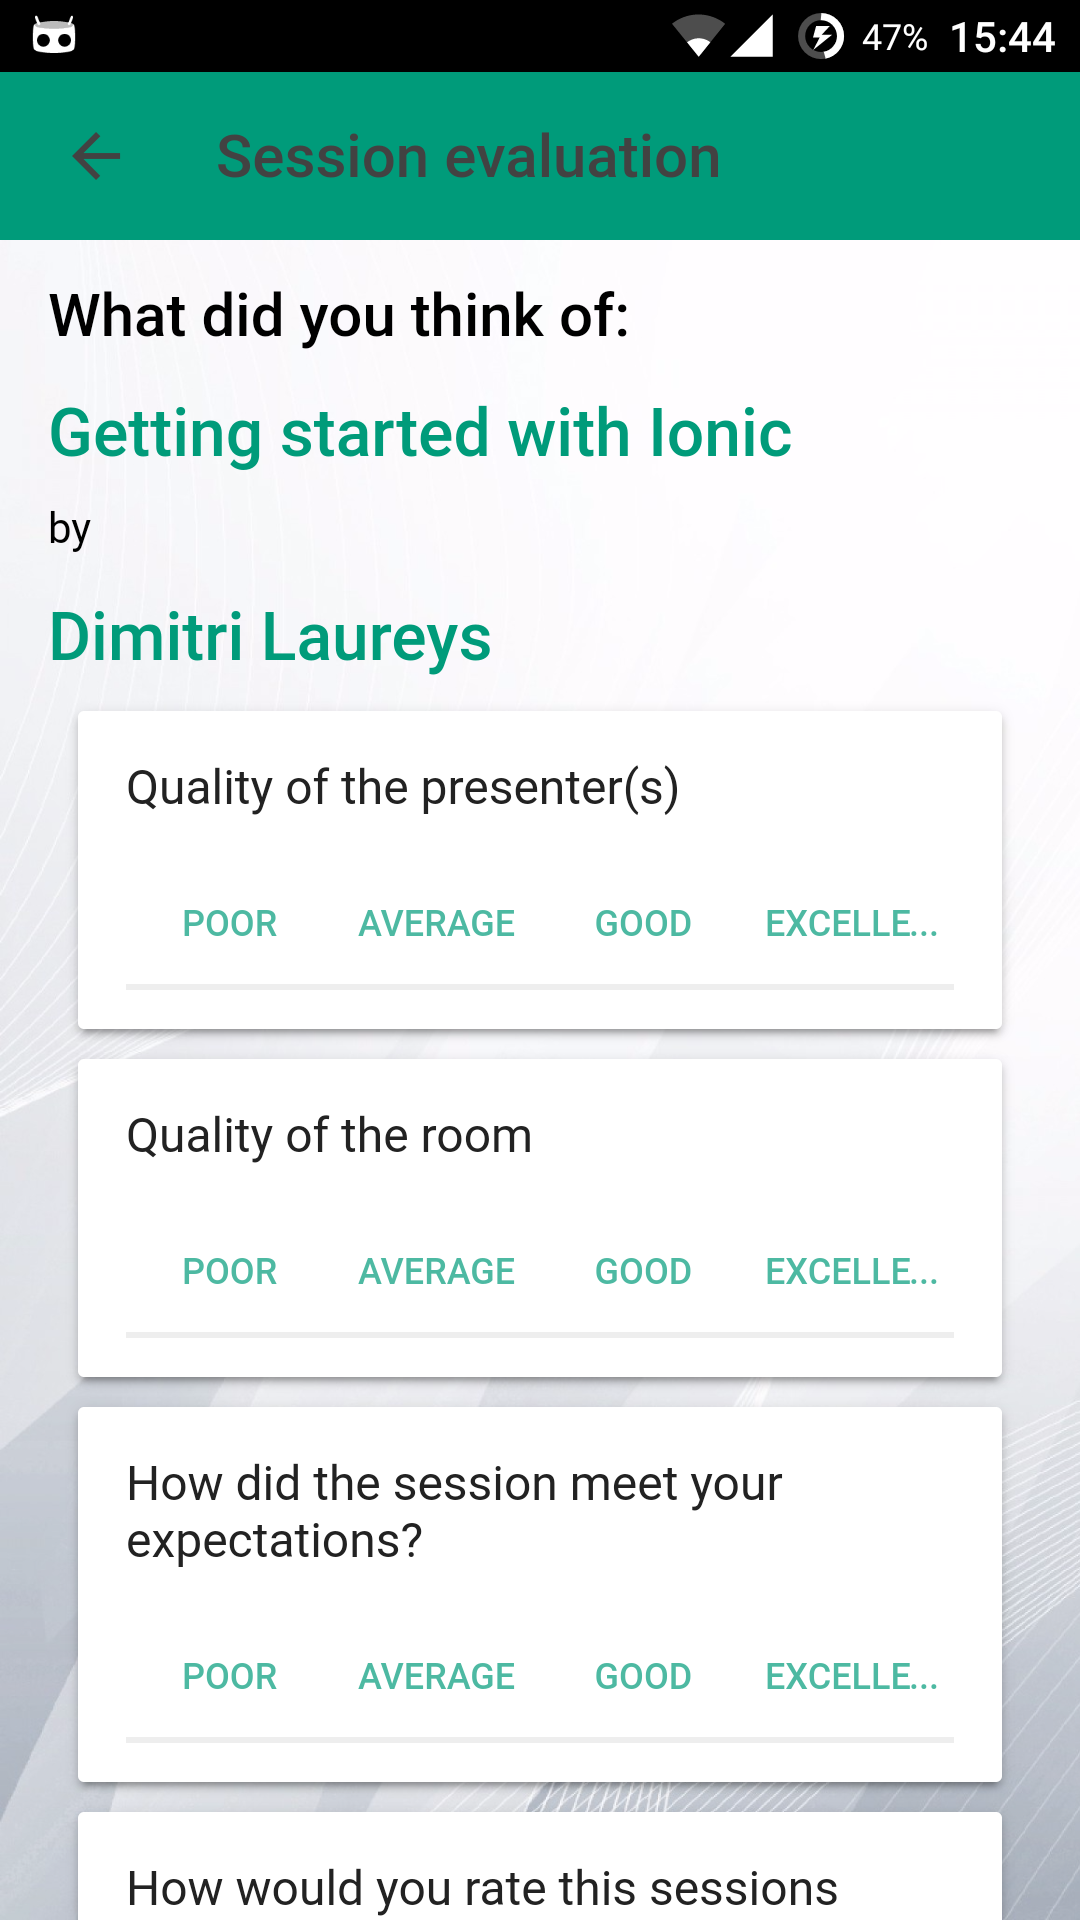 47% 15:44
Session evaluation
What did you think of:
Getting started with Ionic
by
Dimitri Laureys
Quality of the presenter(s)
POOR AVERAGE GOOD EXCELLE...
Quality of the room
POOR AVERAGE GOOD EXCELLE...
How did the session meet your
expectations?
POOR AVERAGE GOOD EXCELLE...
How would you rate this sessions